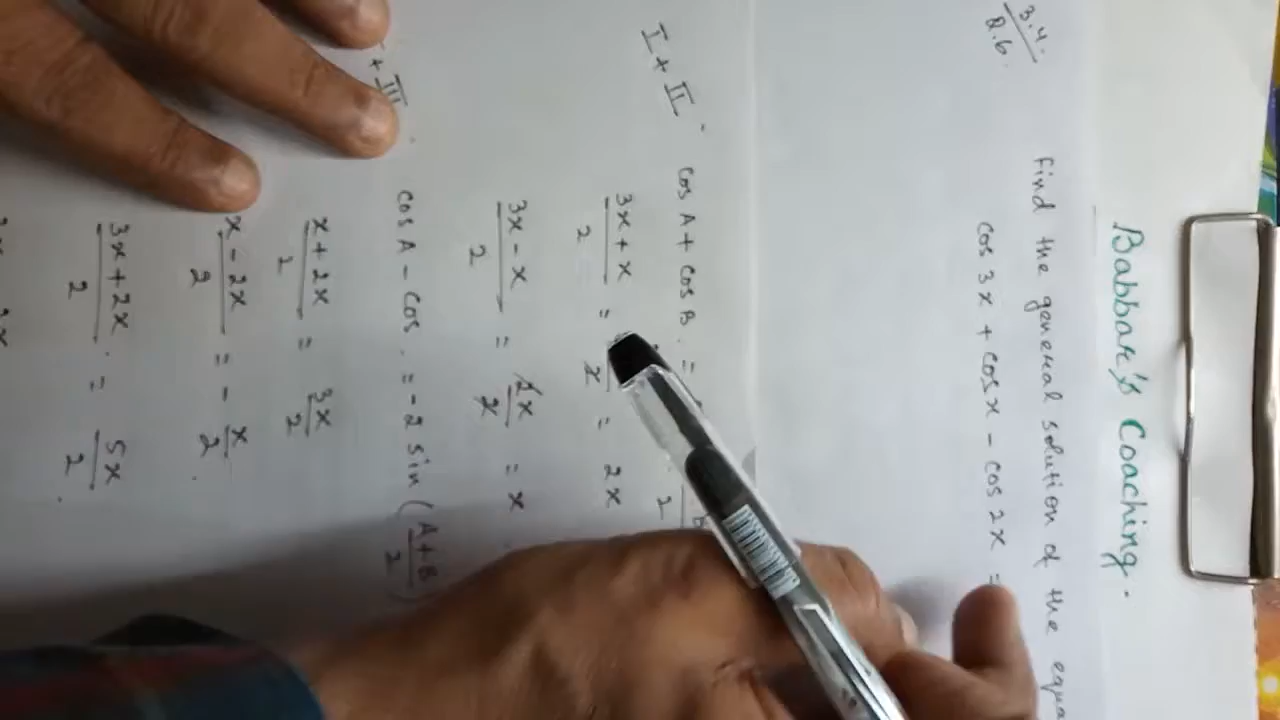 Babbar's Coaching.
3.4.
Q.6.
Find the general solution of the equa
cos 3x + cos x - cos 2x =
I + II. cos A + cos B. =
3x + x / 2 = / 2 = 2x
3x - x / 2 = 2x / 2 = x
+ III. cos A - cos . = -2 sin (A+B / 2)
x + 2x / 2 = 3x / 2
x - 2x / 2 = - x / 2.
3x + 2x / 2 . = 5x / 2.